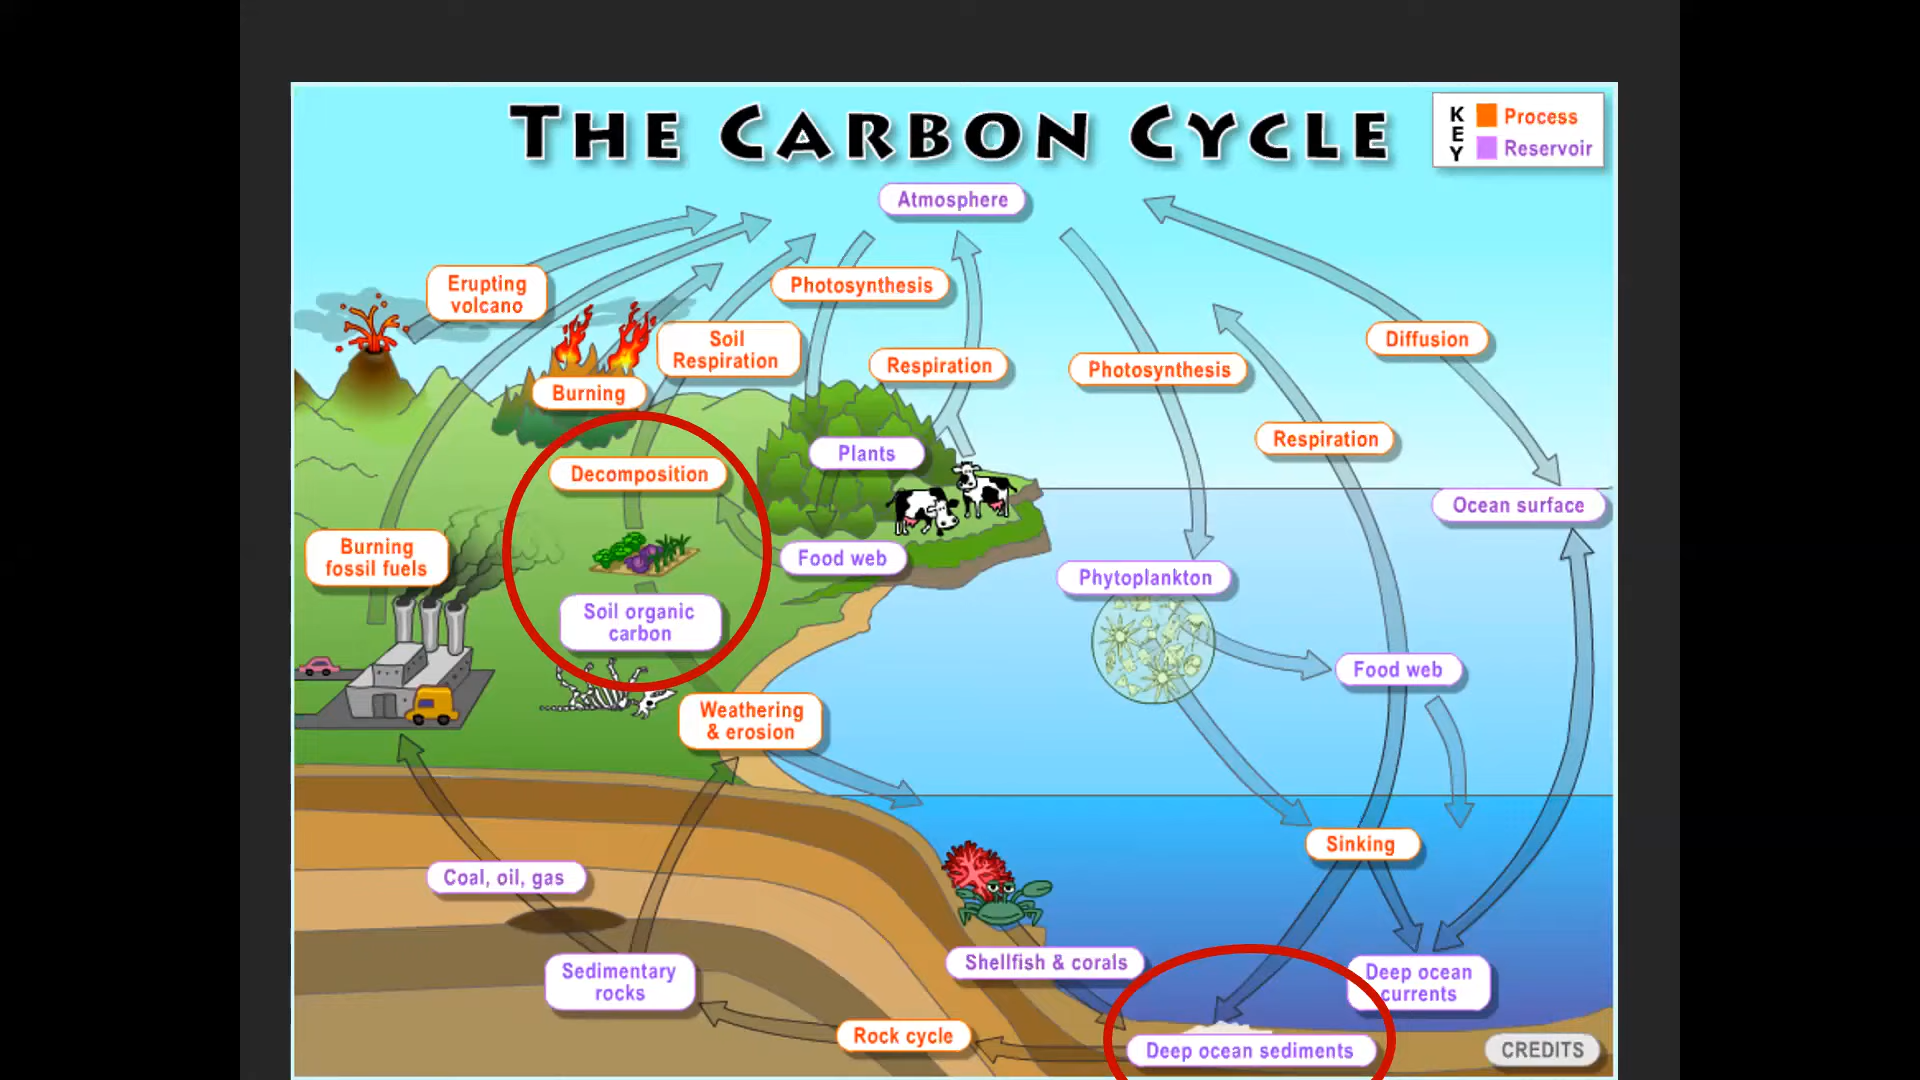 THE CARBON CYCLE
KEY
Process
Reservoir
Atmosphere
Erupting
volcano
Photosynthesis
Soil
Respiration
Respiration
Burning
Photosynthesis
Diffusion
Respiration
Decomposition
Plants
Ocean surface
Burning
fossil fuels
Food web
Phytoplankton
Soil organic
carbon
Food web
Weathering
& erosion
Sinking
Coal, oil, gas
Shellfish & corals
Sedimentary
rocks
Deep ocean
currents
Rock cycle
Deep ocean sediments
CREDITS